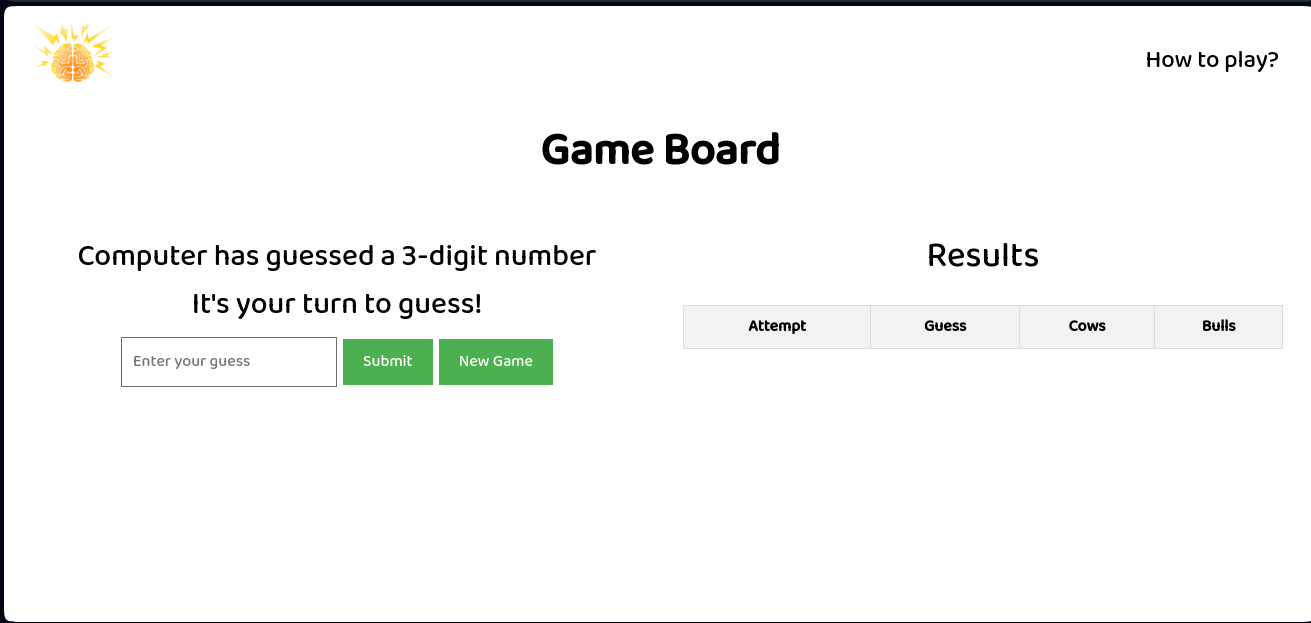 How to play?
Game Board
Computer has guessed a 3-digit number
It's your turn to guess!
Enter your guess Submit New Game
Results
Attempt Guess Cows Bulls